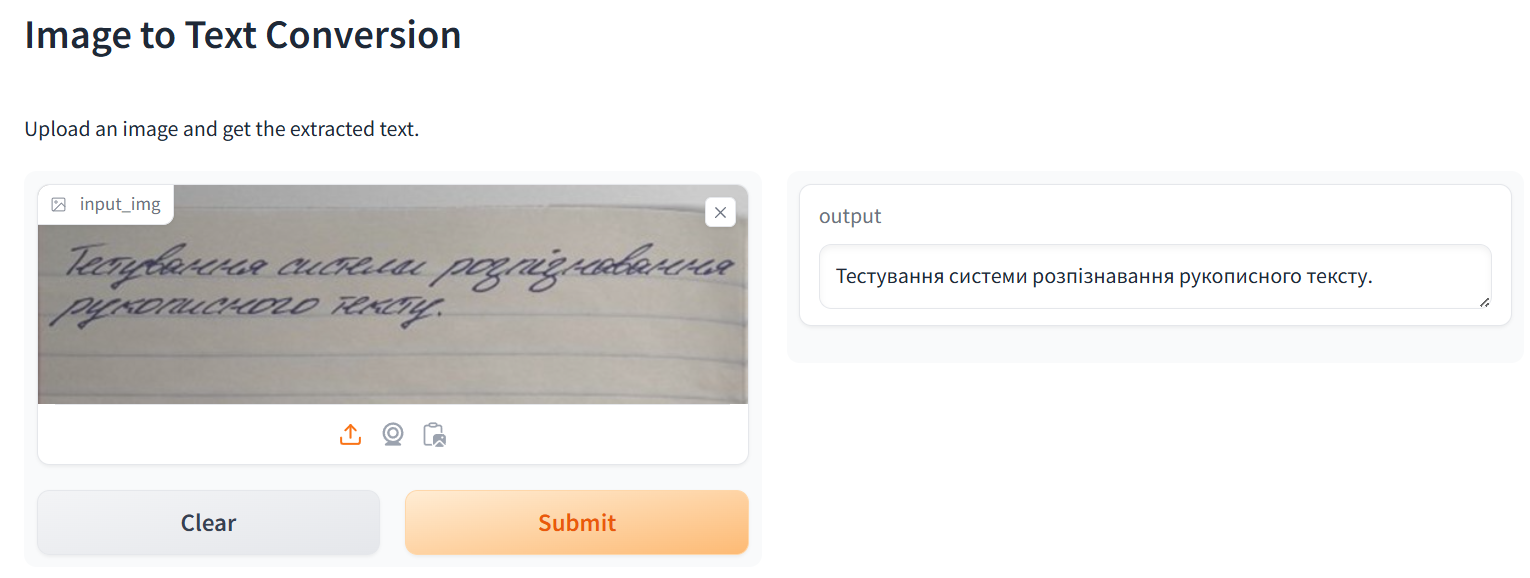 Image to Text Conversion
Upload an image and get the extracted text.
input_img
Тестування системи розпізнавання
рукописного тексту.
output
Тестування системи розпізнавання рукописного тексту.
Clear
Submit